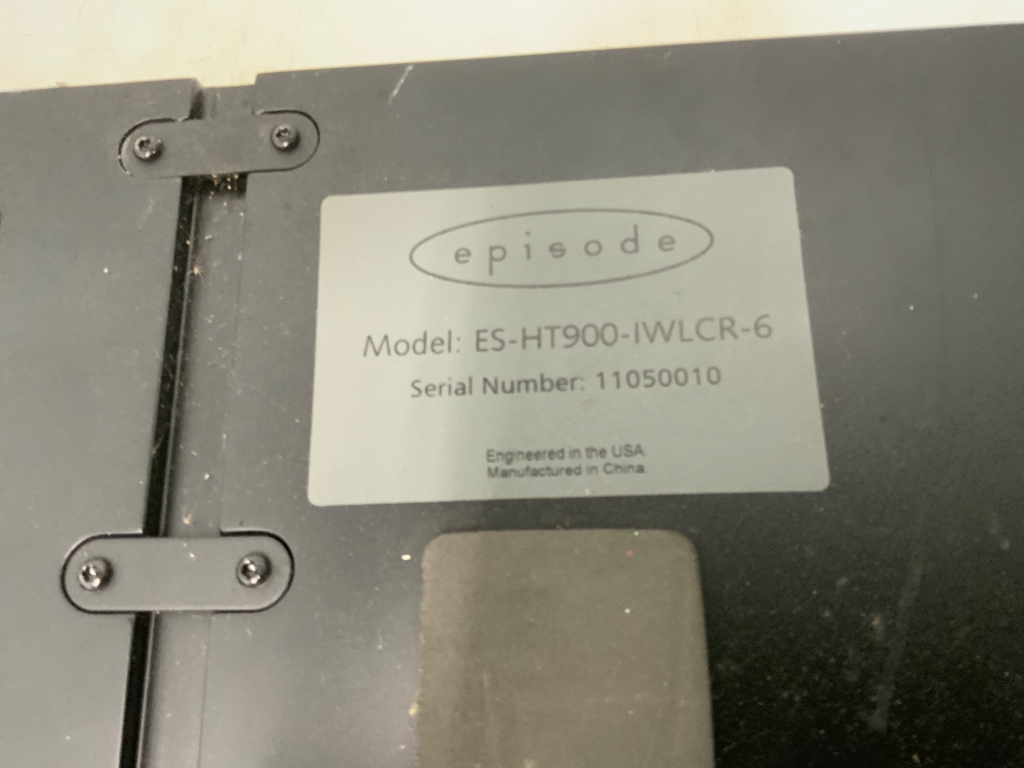 episode
Model: ES-HT900-IWLCR-6
Serial Number: 11050010
Engineered in the USA.
Manufactured in China.